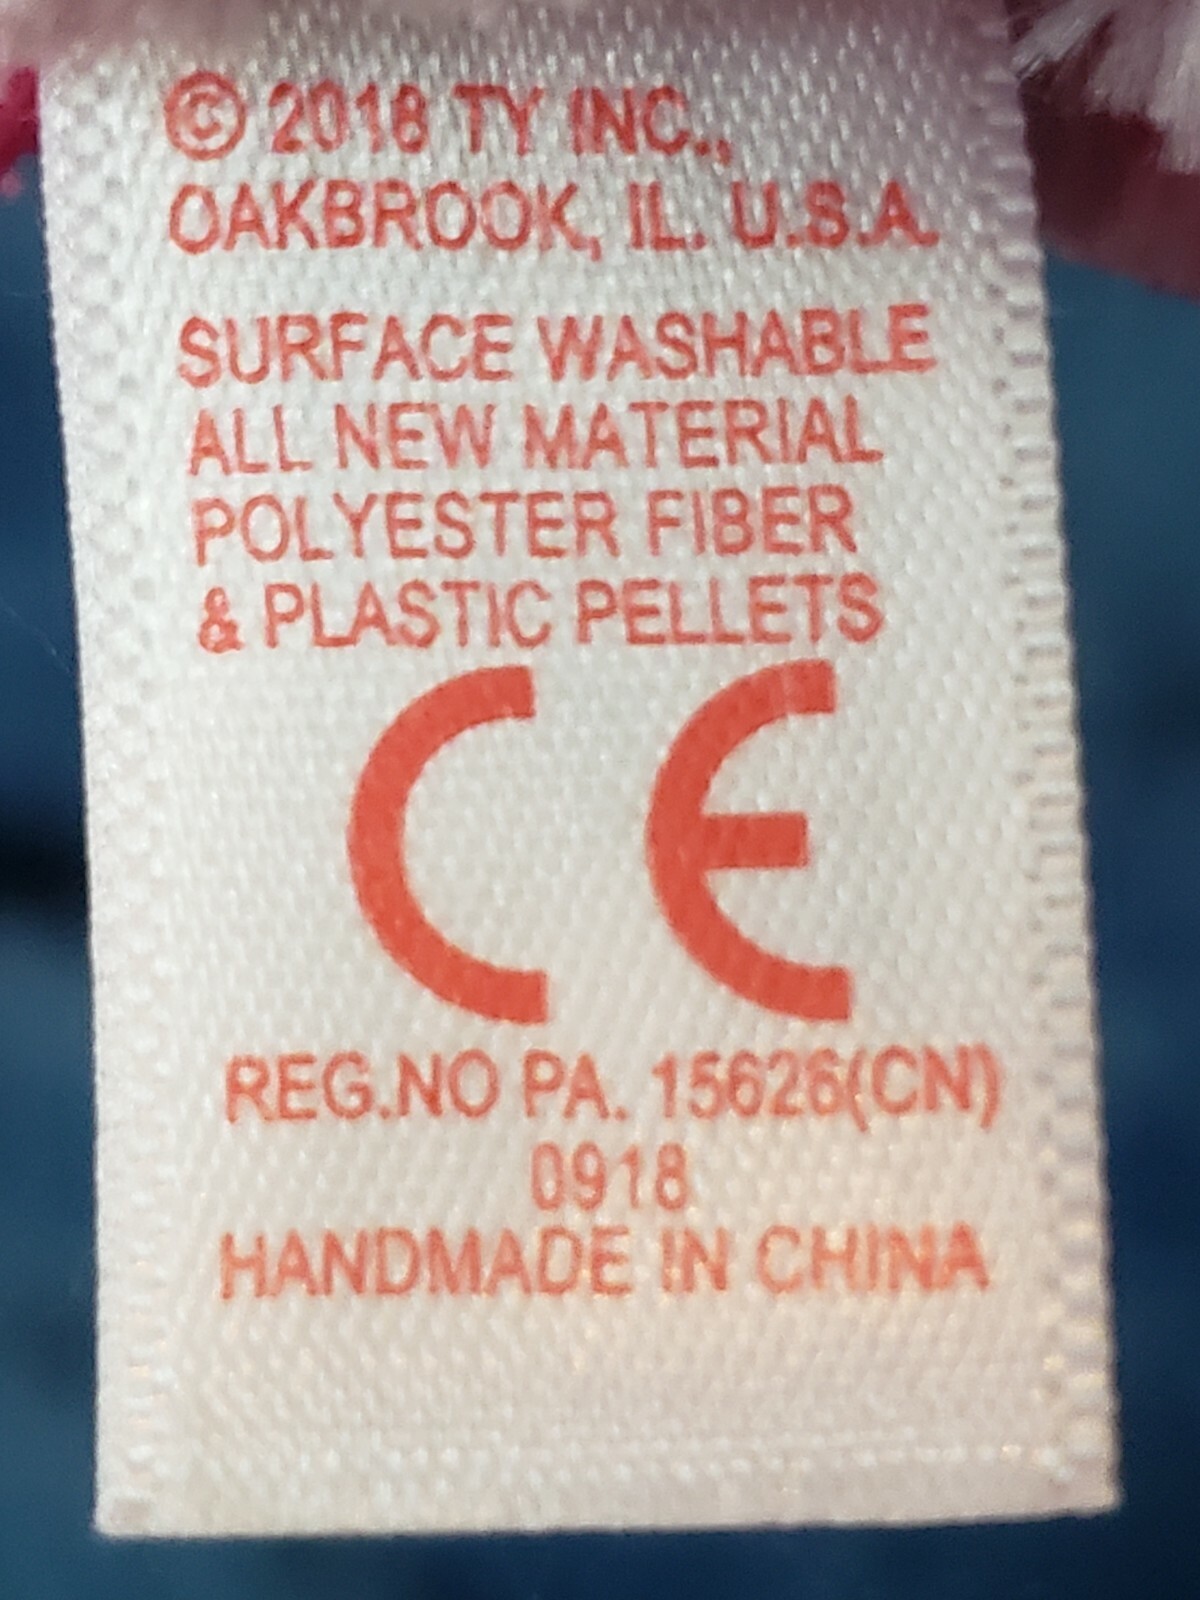 © 2018 TY INC.,
OAKBROOK, IL. U.S.A.
SURFACE WASHABLE
ALL NEW MATERIAL
POLYESTER FIBER
& PLASTIC PELLETS
CE
REG.NO PA. 15626(CN)
0918
HANDMADE IN CHINA